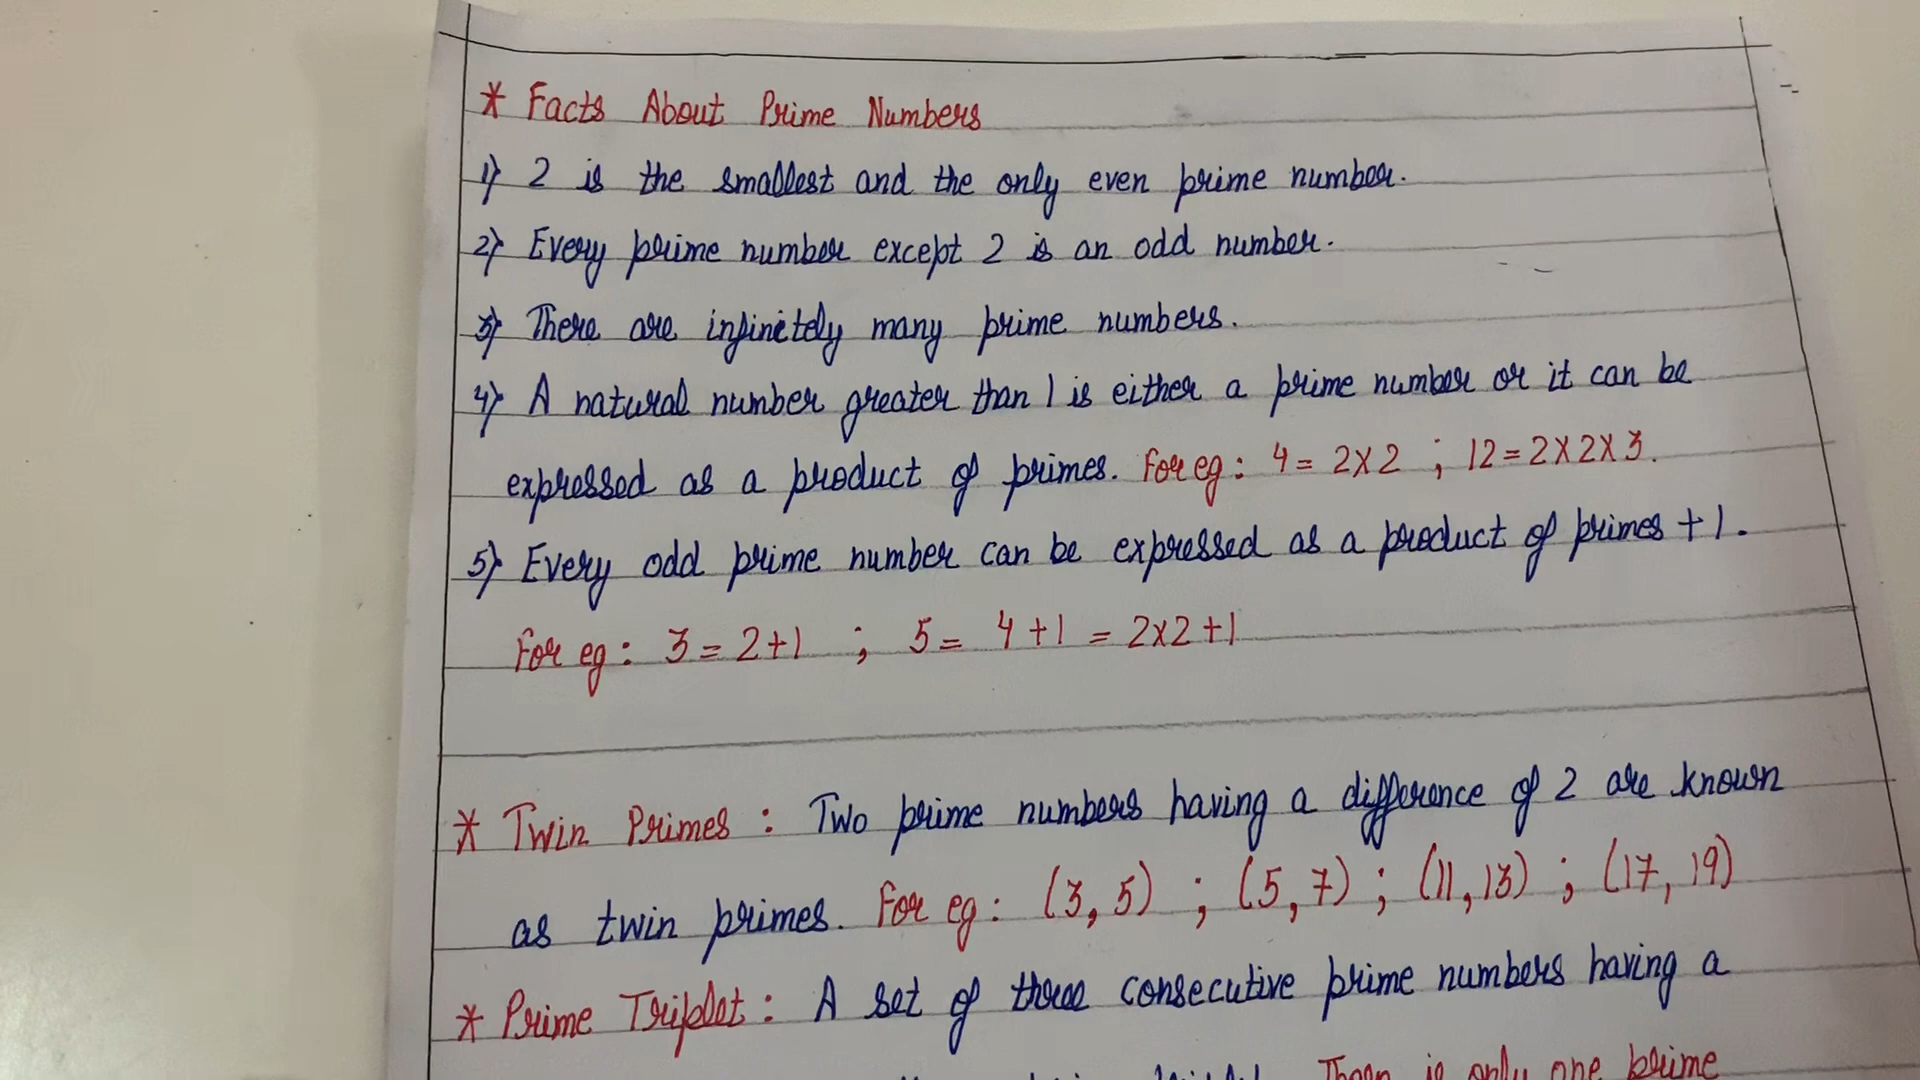 * Facts About Prime Numbers
1) 2 is the smallest and the only even prime number.
2) Every prime number except 2 is an odd number.
3) There are infinitely many prime numbers.
4) A natural number greater than 1 is either a prime number or it can be
expressed as a product of primes. For eg: 4 = 2x2 ; 12 = 2x2x3.
5) Every odd prime number can be expressed as a product of primes + 1.
For eg: 3 = 2+1 ; 5 = 4+1 = 2x2+1
* Twin Primes : Two prime numbers having a difference of 2 are known
as twin primes. For eg: (3, 5) ; (5, 7) ; (11, 13) ; (17, 19)
* Prime Triplet : A set of three consecutive prime numbers having a
is only one prime